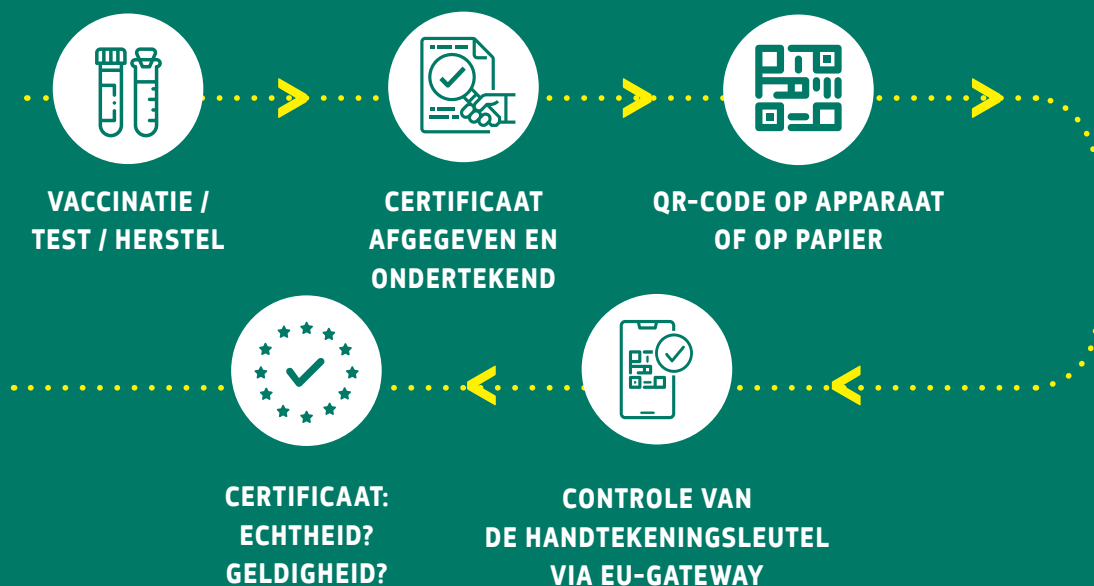 VACCINATIE /
TEST / HERSTEL
CERTIFICAAT
AFGEGEVEN EN
ONDERTEKEND
QR-CODE OP APPARAAT
OF OP PAPIER
CONTROLE VAN
DE HANDTEKENINGSLEUTEL
VIA EU-GATEWAY
CERTIFICAAT:
ECHTHEID?
GELDIGHEID?